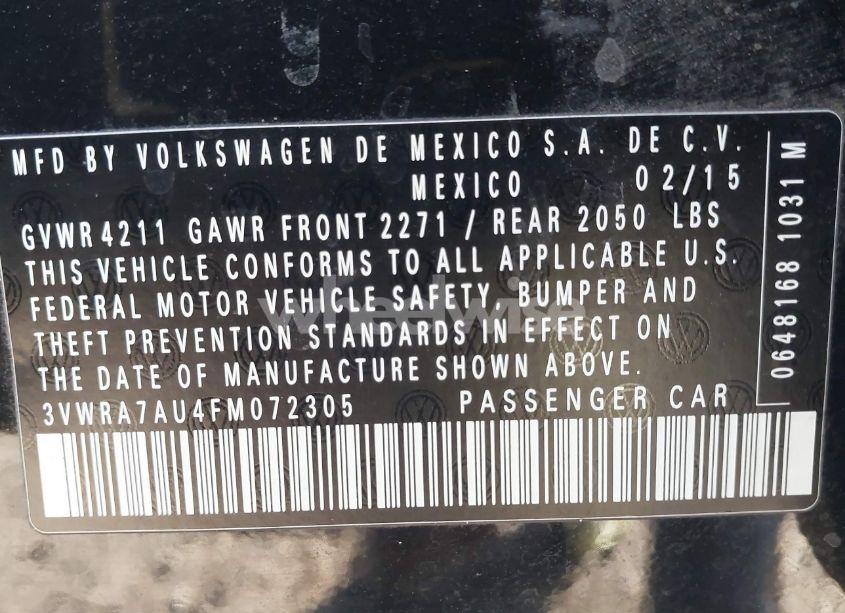 MFD BY VOLKSWAGEN DE MEXICO S.A. DE C.V.
MEXICO 02/15
GVWR 4211 GAWR FRONT 2271 / REAR 2050 LBS
THIS VEHICLE CONFORMS TO ALL APPLICABLE U.S.
FEDERAL MOTOR VEHICLE SAFETY, BUMPER AND
THEFT PREVENTION STANDARDS IN EFFECT ON
THE DATE OF MANUFACTURE SHOWN ABOVE.
3VWRA7AU4FM072305 PASSENGER CAR
0648168 1031 M
wheelwise